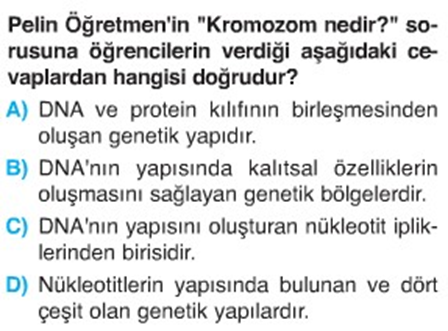 Pelin Öğretmen'in "Kromozom nedir?" so-
rusuna öğrencilerin verdiği aşağıdaki ce-
vaplardan hangisi doğrudur?
A) DNA ve protein kılıfının birleşmesinden
oluşan genetik yapıdır.
B) DNA'nın yapısında kalıtsal özelliklerin
oluşmasını sağlayan genetik bölgelerdir.
C) DNA'nın yapısını oluşturan nükleotit iplik-
lerinden birisidir.
D) Nükleotitlerin yapısında bulunan ve dört
çeşit olan genetik yapılardır.